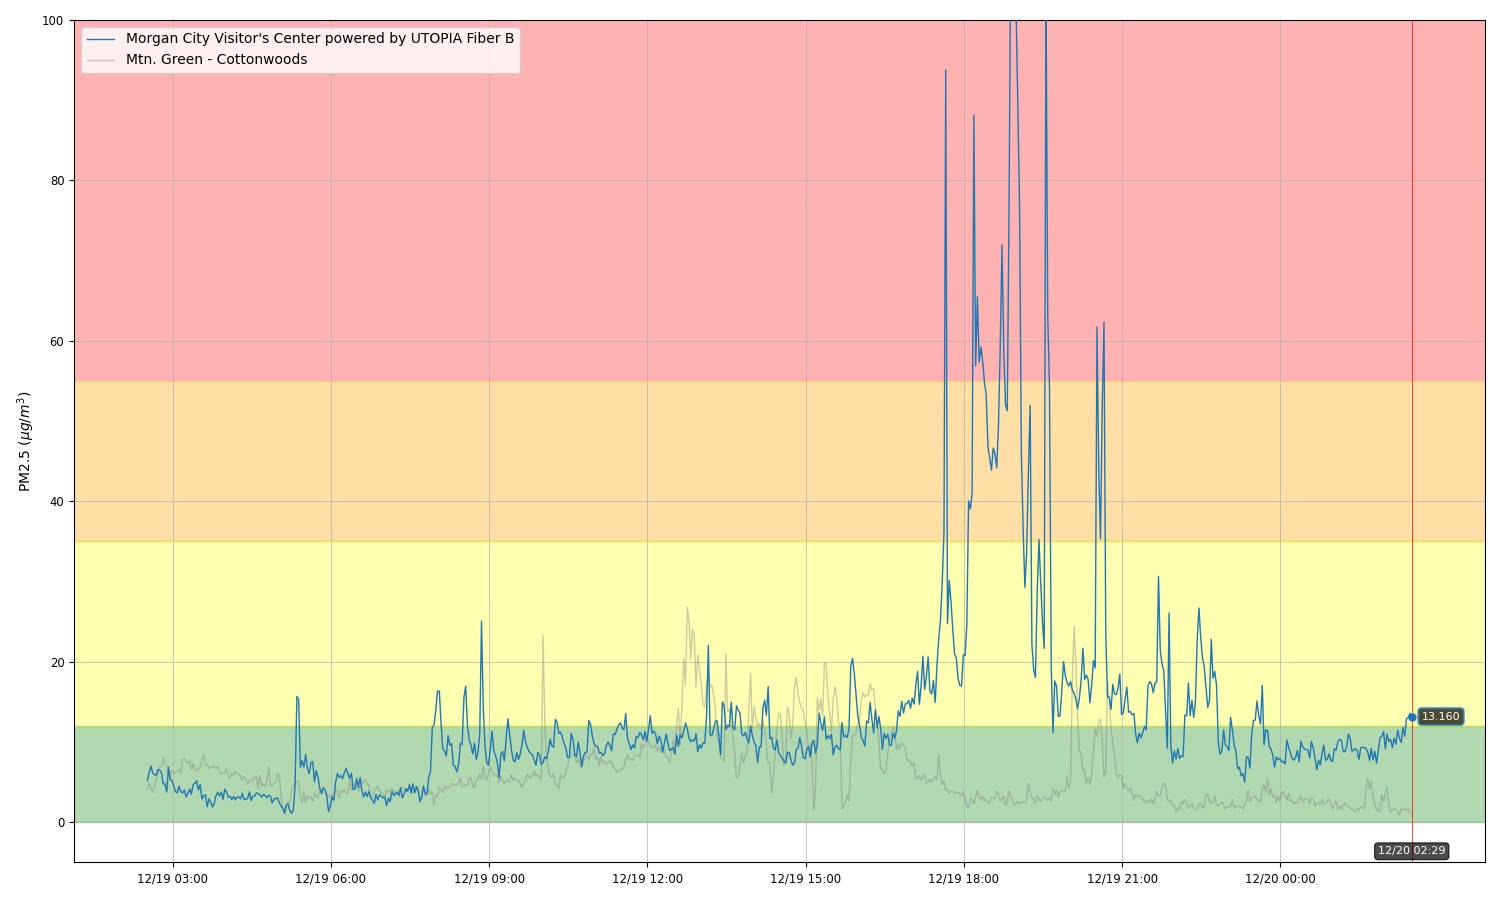 100
Morgan City Visitor's Center powered by UTOPIA Fiber B
Mtn. Green - Cottonwoods
80
60
PM2.5 (μg/m³)
40
20
13.160
0
12/20 02:29
12/19 03:00 12/19 06:00 12/19 09:00 12/19 12:00 12/19 15:00 12/19 18:00 12/19 21:00 12/20 00:00